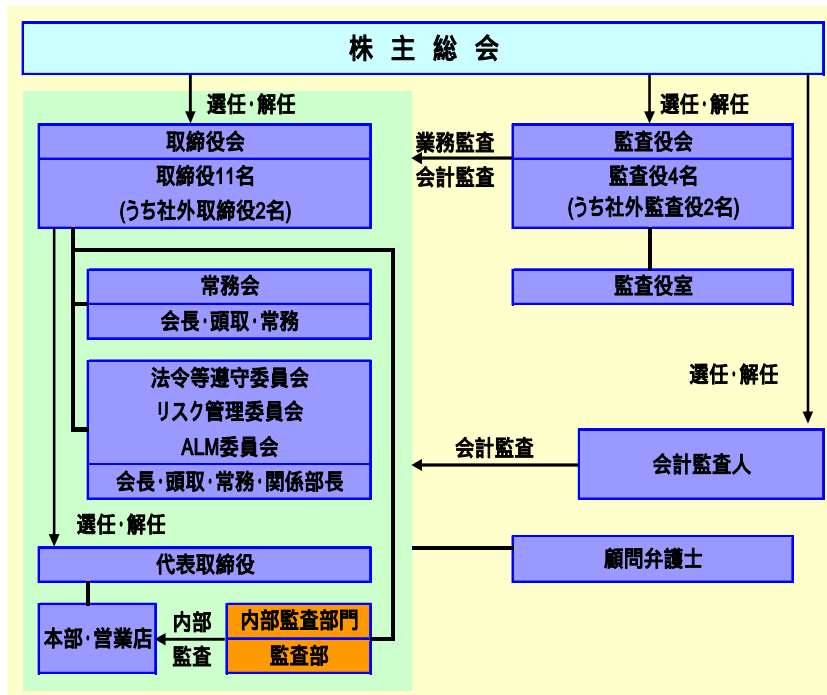 株主総会
選任・解任
選任・解任
取締役会
取締役11名
(うち社外取締役2名)
業務監査
会計監査
監査役会
監査役4名
(うち社外監査役2名)
監査役室
常務会
会長・頭取・常務
法令等遵守委員会
リスク管理委員会
ALM委員会
会長・頭取・常務・関係部長
選任・解任
会計監査
会計監査人
選任・解任
代表取締役
顧問弁護士
本部・営業店
内部
監査
内部監査部門
監査部